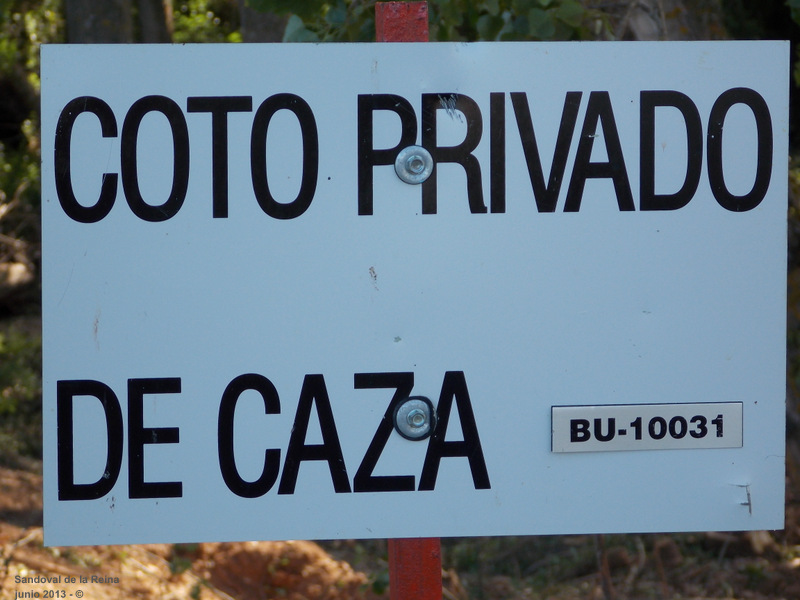 COTO PRIVADO
DE CAZA
BU-10031
Sandoval de la Reina
junio 2013 - ©